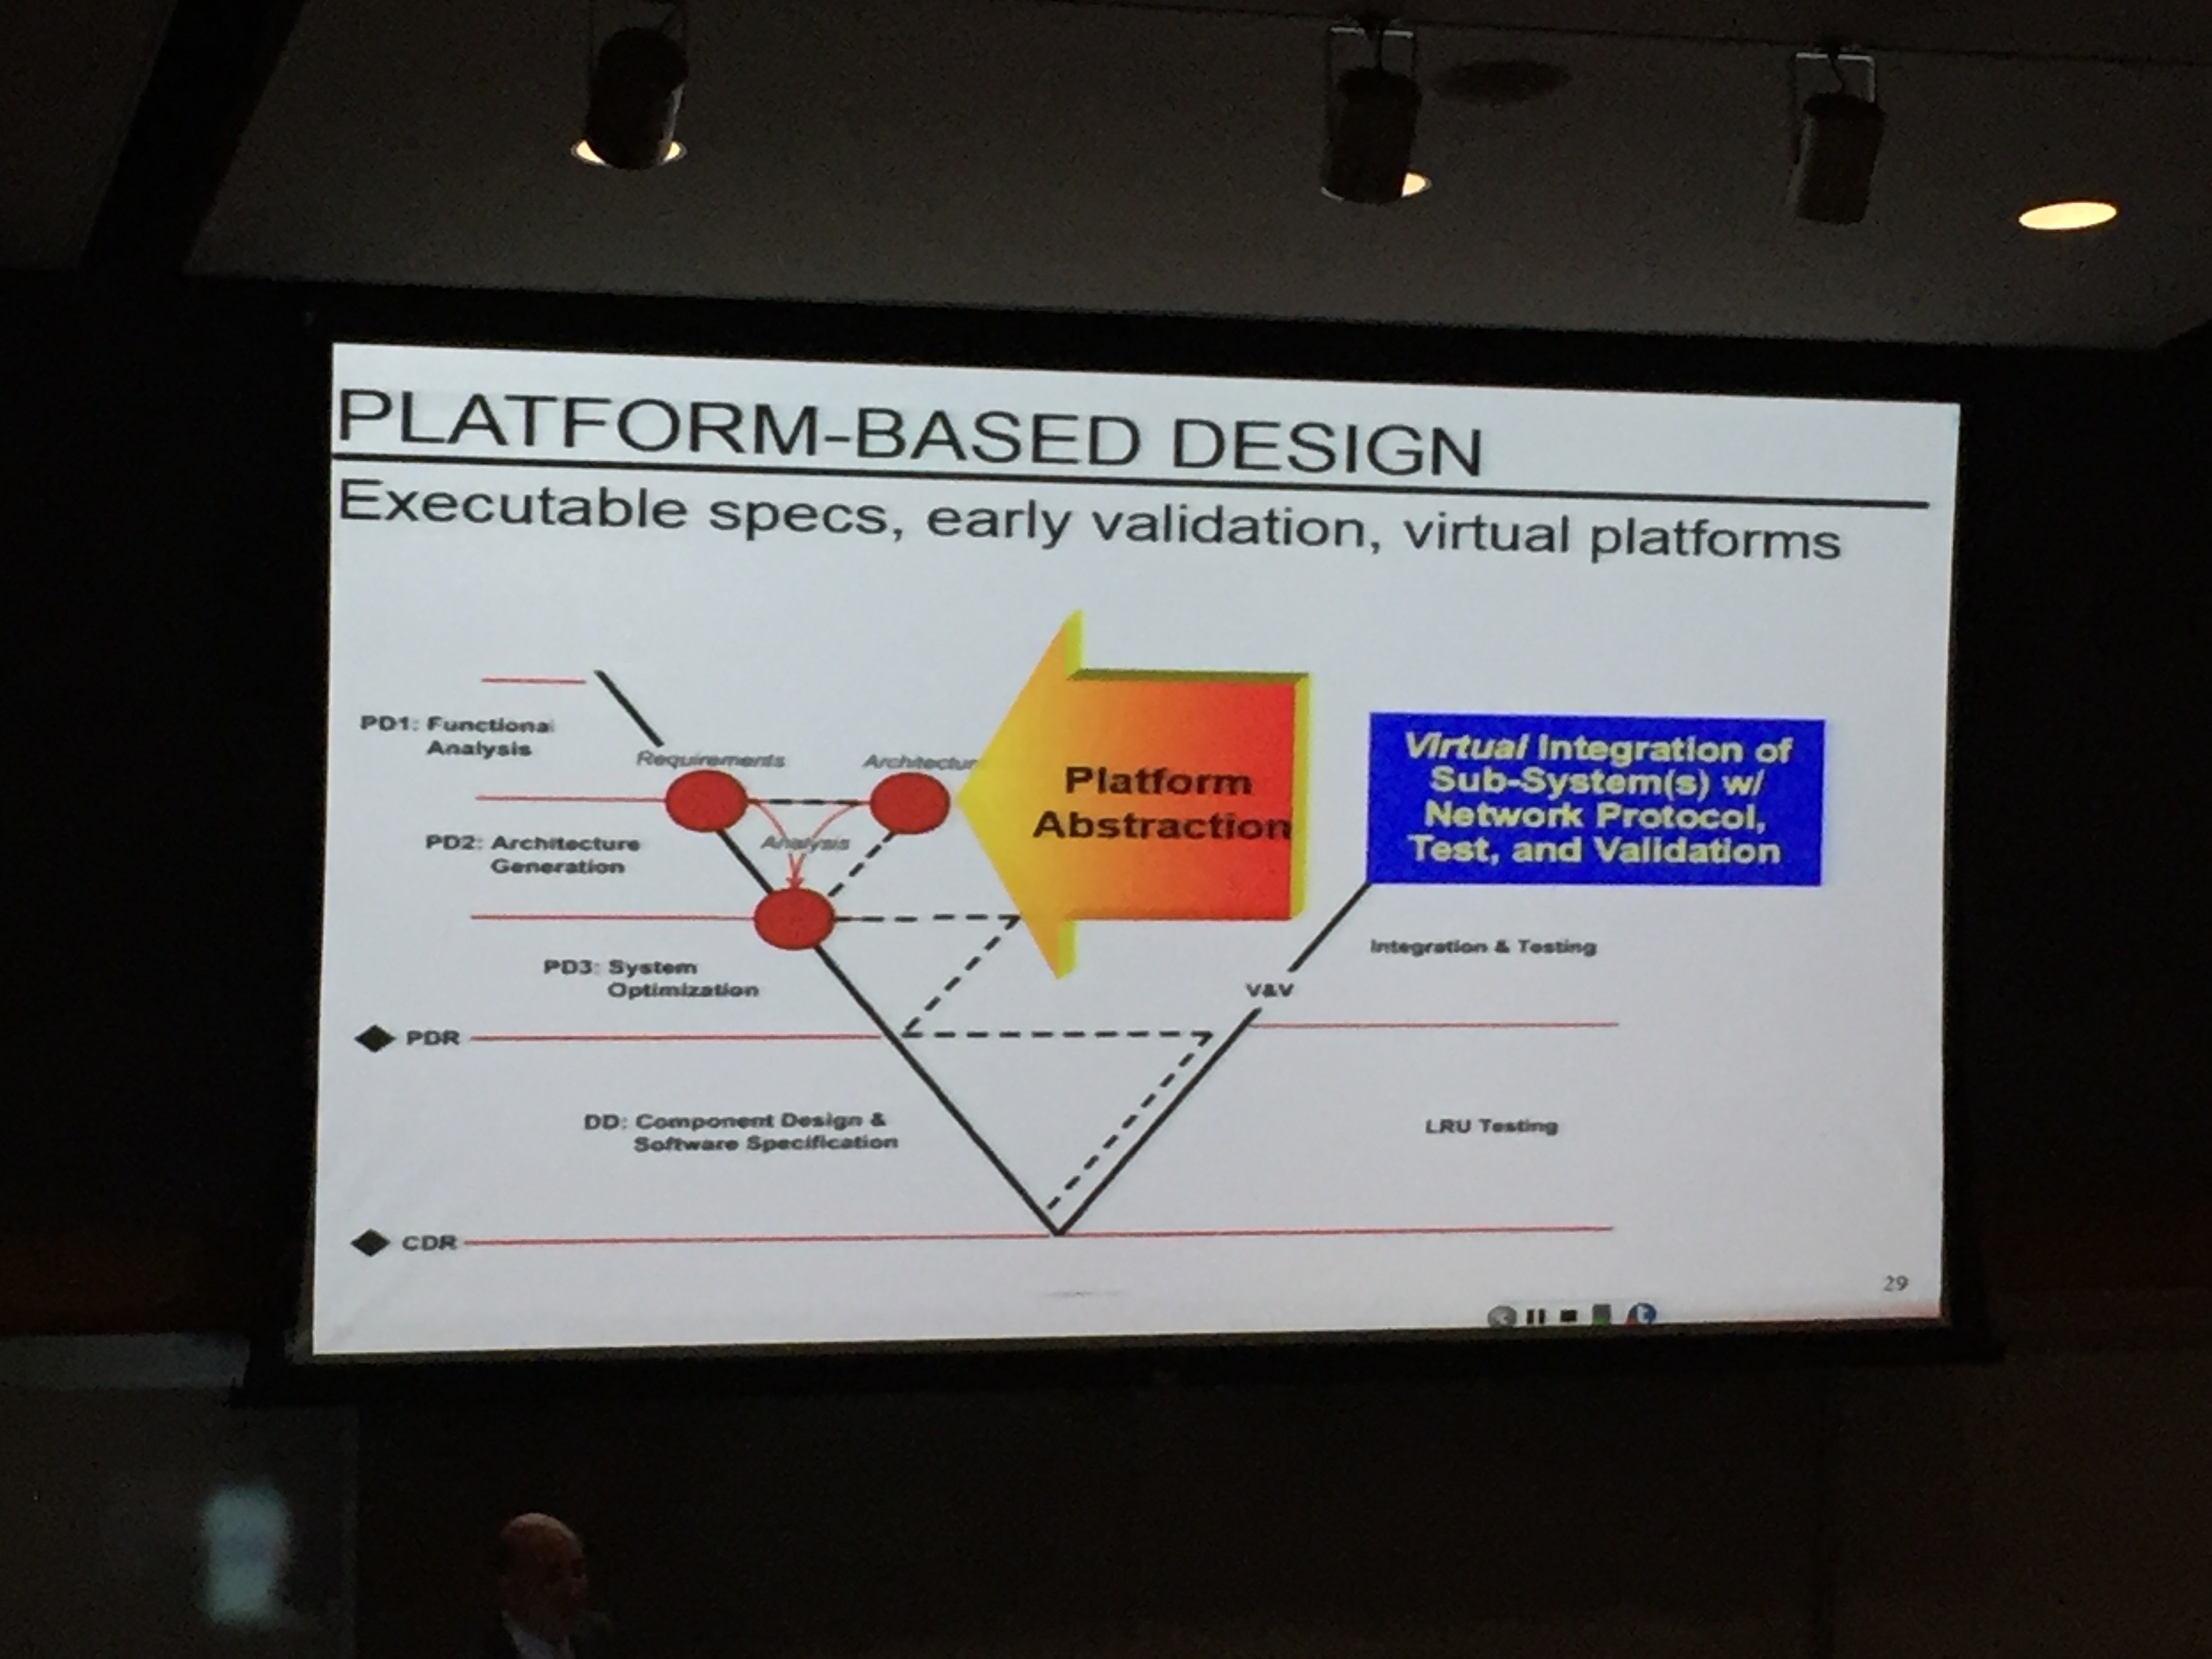 PLATFORM-BASED DESIGN
Executable specs, early validation, virtual platforms
PD1: Functional
Analysis
Requirements
Architectur
Platform
Abstraction
Virtual Integration of
Sub-System(s) w/
Network Protocol,
Test, and Validation
PD2: Architecture
Generation
Analysis
PD3: System
Optimization
Integration & Testing
V&V
PDR
DD: Component Design &
Software Specification
LRU Testing
CDR
29